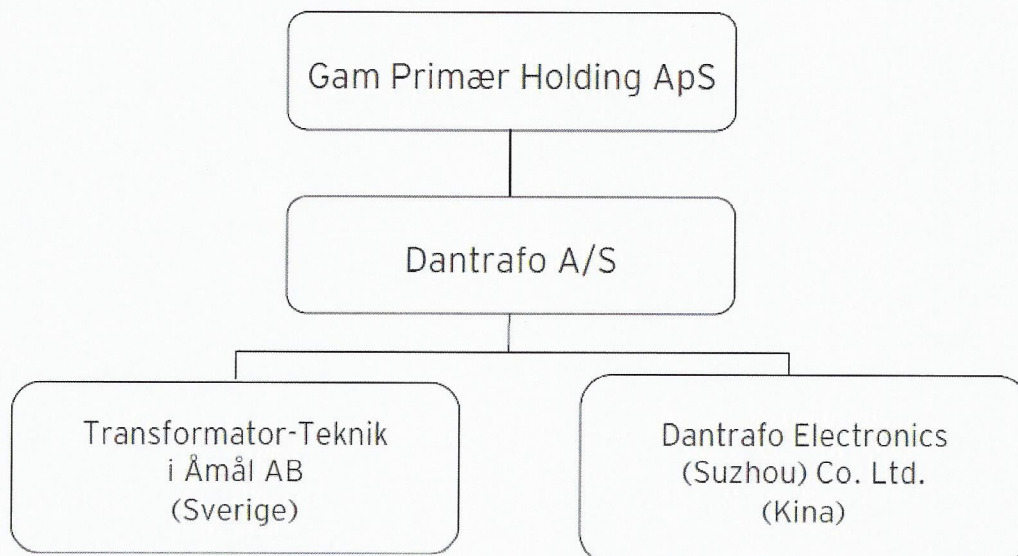 Gam Primær Holding ApS
Dantrafo A/S
Transformator-Teknik
i Åmål AB
(Sverige)
Dantrafo Electronics
(Suzhou) Co. Ltd.
(Kina)